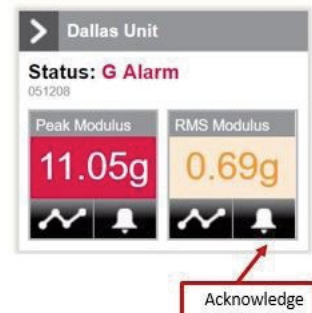 Dallas Unit
Status: G Alarm
051208
Peak Modulus
RMS Modulus
11.05g
0.69g
Acknowledge